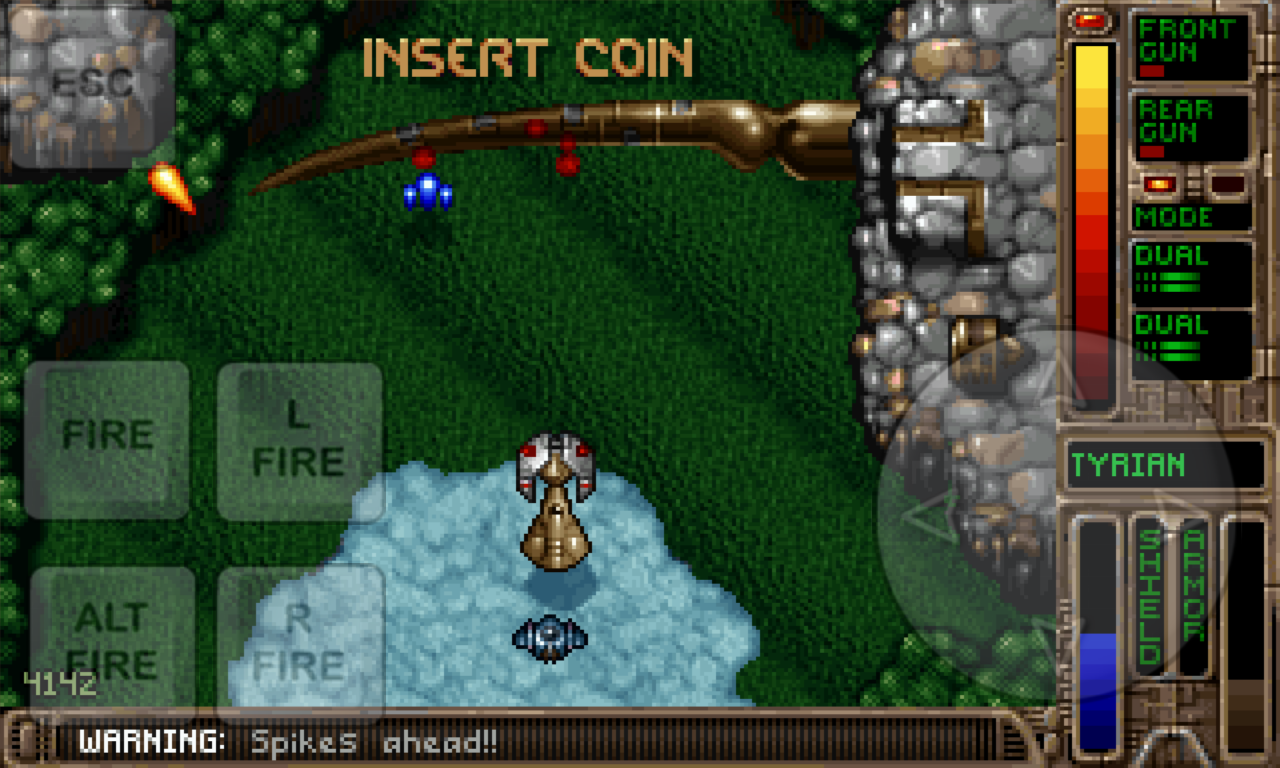 INSERT COIN
ESC
FRONT
GUN
REAR
GUN
MODE
DUAL
DUAL
FIRE
L
FIRE
TYRIAN
SHIELD
ARMOR
ALT
FIRE
R
FIRE
4142
WARNING: Spikes ahead!!